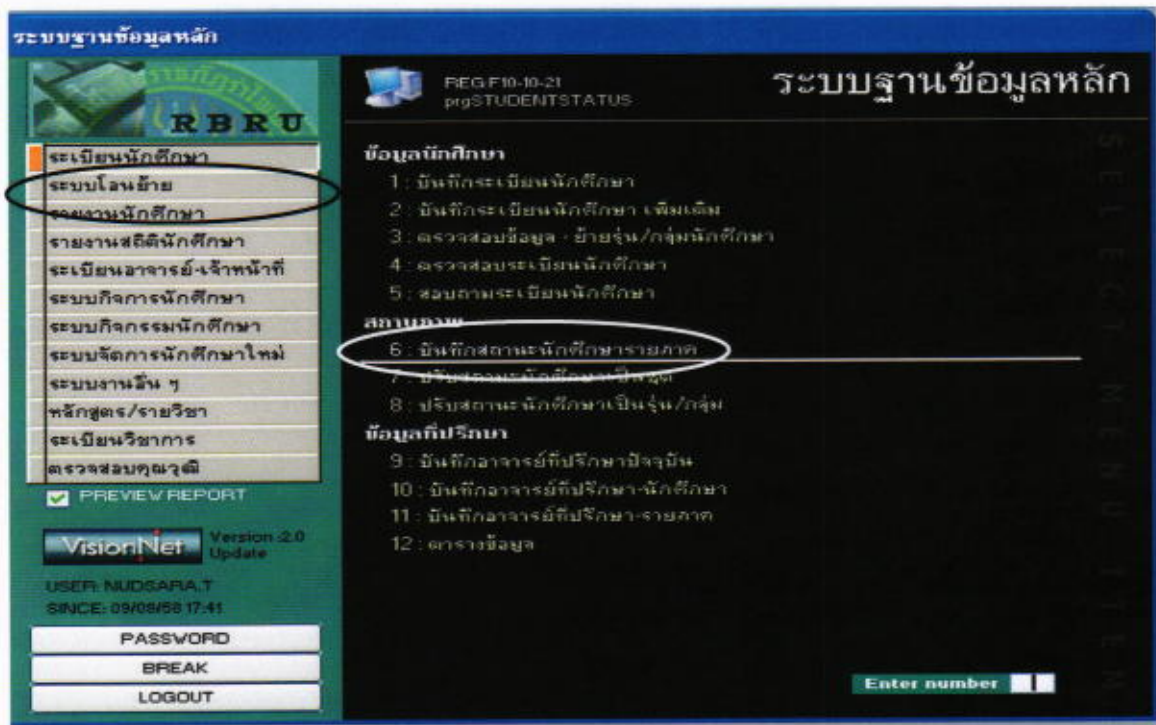 ระบบฐานข้อมูลหลัก
RBRU
ระเบียนนักศึกษา
ระบบโอนย้าย
รายงานนักศึกษา
รายงานสถิตินักศึกษา
ระเบียนอาจารย์-เจ้าหน้าที่
ระบบกิจการนักศึกษา
ระบบกิจกรรมนักศึกษา
ระบบจัดการนักศึกษาใหม่
ระบบงานอื่น ๆ
หลักสูตร/รายวิชา
ระเบียนวิชาการ
ตรวจสอบคุณวุฒิ
PREVIEW REPORT
VisionNet
Version :2.0
Update
USER: NUDSARA.T
SINCE: 09/08/58 17:41
PASSWORD
BREAK
LOGOUT
REG.F10-10-21
prgSTUDENTSTATUS
ระบบฐานข้อมูลหลัก
ข้อมูลนักศึกษา
1 : บันทึกระเบียนนักศึกษา
2 : บันทึกระเบียนนักศึกษา เพิ่มเติม
3 : ตรวจสอบข้อมูล - ย้ายรุ่น/กลุ่มนักศึกษา
4 : ตรวจสอบระเบียนนักศึกษา
5 : สอบถามระเบียนนักศึกษา
สถานภาพ
6 : บันทึกสถานะนักศึกษารายภาค
7 : ปรับสถานะนักศึกษาเป็นชุด
8 : ปรับสถานะนักศึกษาเป็นรุ่น/กลุ่ม
ข้อมูลที่ปรึกษา
9 : บันทึกอาจารย์ที่ปรึกษาปัจจุบัน
10 : บันทึกอาจารย์ที่ปรึกษา-นักศึกษา
11 : บันทึกอาจารย์ที่ปรึกษา-รายภาค
12 : ตารางข้อมูล
Enter number
SELECT MENU ITEM